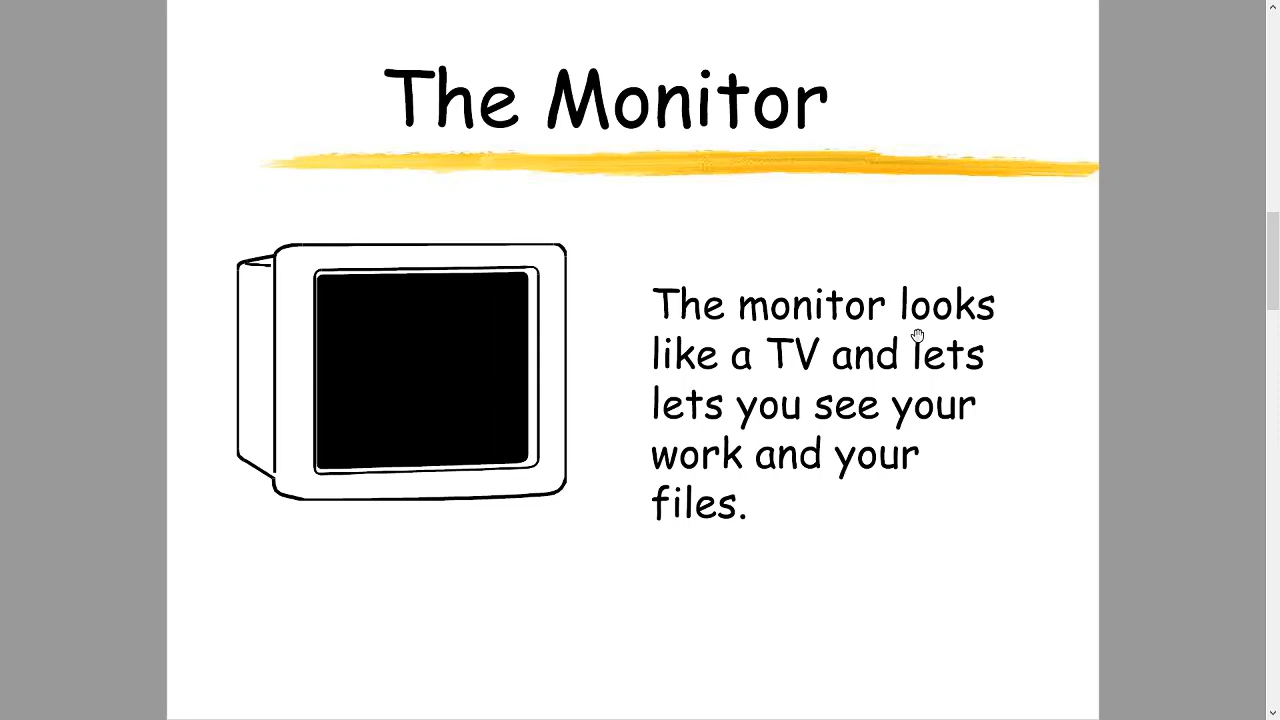 The Monitor
The monitor looks
like a TV and lets
lets you see your
work and your
files.